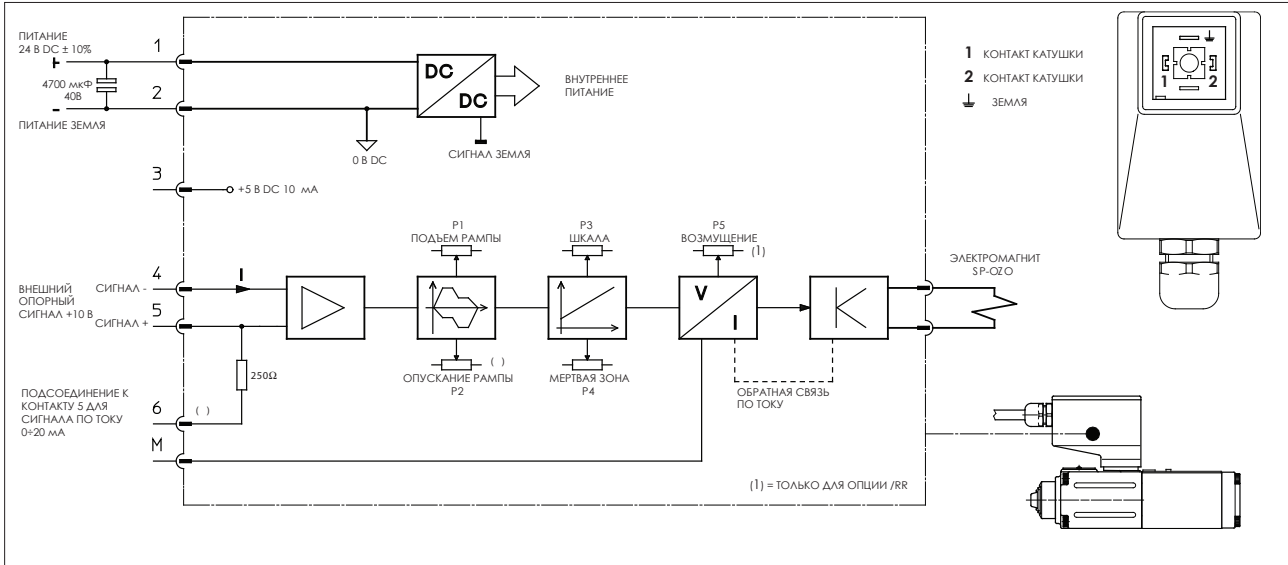 ПИТАНИЕ
24 В DC ± 10%
+
4700 мкФ
40В
-
ПИТАНИЕ ЗЕМЛЯ
1
2
3
DC
DC
ВНУТРЕННЕЕ
ПИТАНИЕ
0 В DC
СИГНАЛ ЗЕМЛЯ
+5 В DC 10 мА
1 КОНТАКТ КАТУШКИ
2 КОНТАКТ КАТУШКИ
ЗЕМЛЯ
1
2
P1
ПОДЪЕМ РАМПЫ
P3
ШКАЛА
P5
ВОЗМУЩЕНИЕ
(1)
ЭЛЕКТРОМАГНИТ
SP-OZO
ВНЕШНИЙ
ОПОРНЫЙ
СИГНАЛ +10 В
4
СИГНАЛ -
I
5
СИГНАЛ +
V
I
250Ω
( )
ОПУСКАНИЕ РАМПЫ
P2
МЕРТВАЯ ЗОНА
P4
ОБРАТНАЯ СВЯЗЬ
ПО ТОКУ
ПОДСОЕДИНЕНИЕ К
КОНТАКТУ 5 ДЛЯ
СИГНАЛА ПО ТОКУ
0÷20 мА
6
( )
M
(1) = ТОЛЬКО ДЛЯ ОПЦИИ /RR